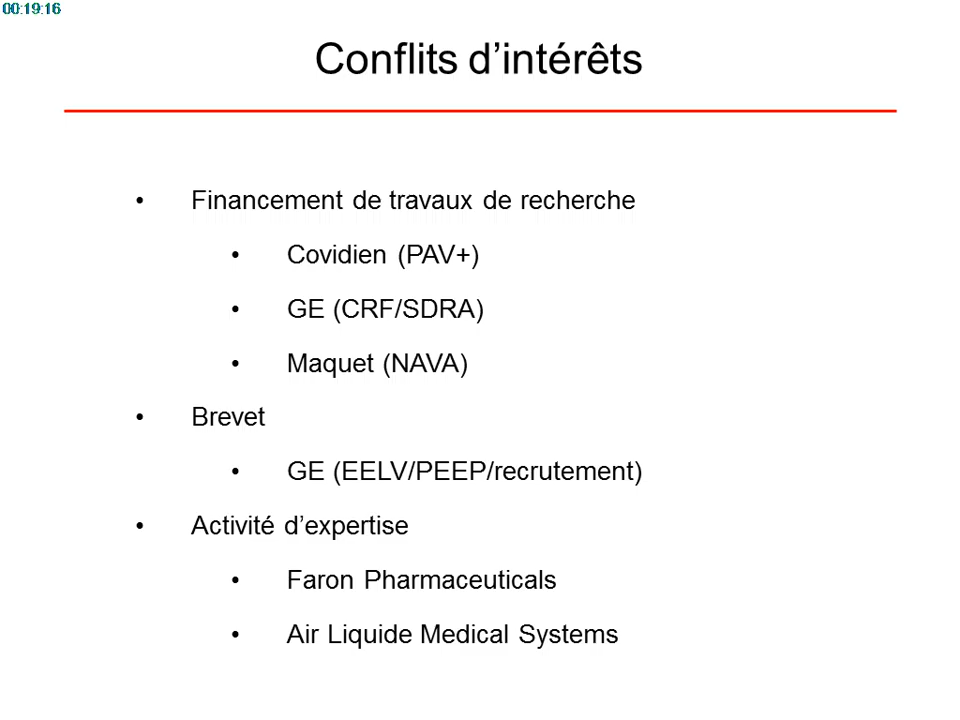 00:19:16
Conflits d’intérêts
• Financement de travaux de recherche
• Covidien (PAV+)
• GE (CRF/SDRA)
• Maquet (NAVA)
• Brevet
• GE (EELV/PEEP/recrutement)
• Activité d’expertise
• Faron Pharmaceuticals
• Air Liquide Medical Systems